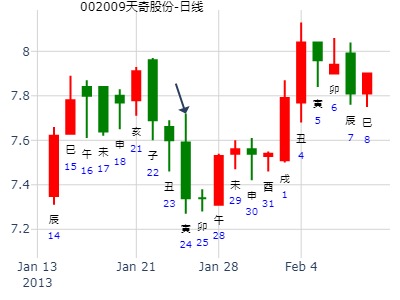 002009天奇股份-日线
8
7.8
7.6
7.4
7.2
辰
14
巳
15
午
16
未
17
申
18
亥
21
子
22
丑
23
寅
24
卯
25
午
28
未
29
申
30
酉
31
戌
1
丑
4
寅
5
卯
6
辰
7
巳
8
Jan 13
2013
Jan 21
Jan 28
Feb 4